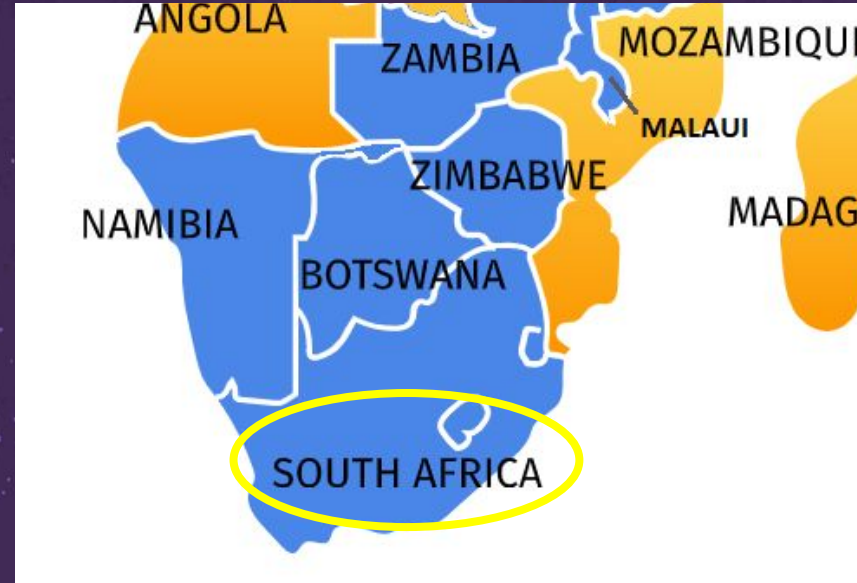 ANGOLA
ZAMBIA
MOZAMBIQU
MALAUI
ZIMBABWE
NAMIBIA
MADAG
BOTSWANA
SOUTH AFRICA